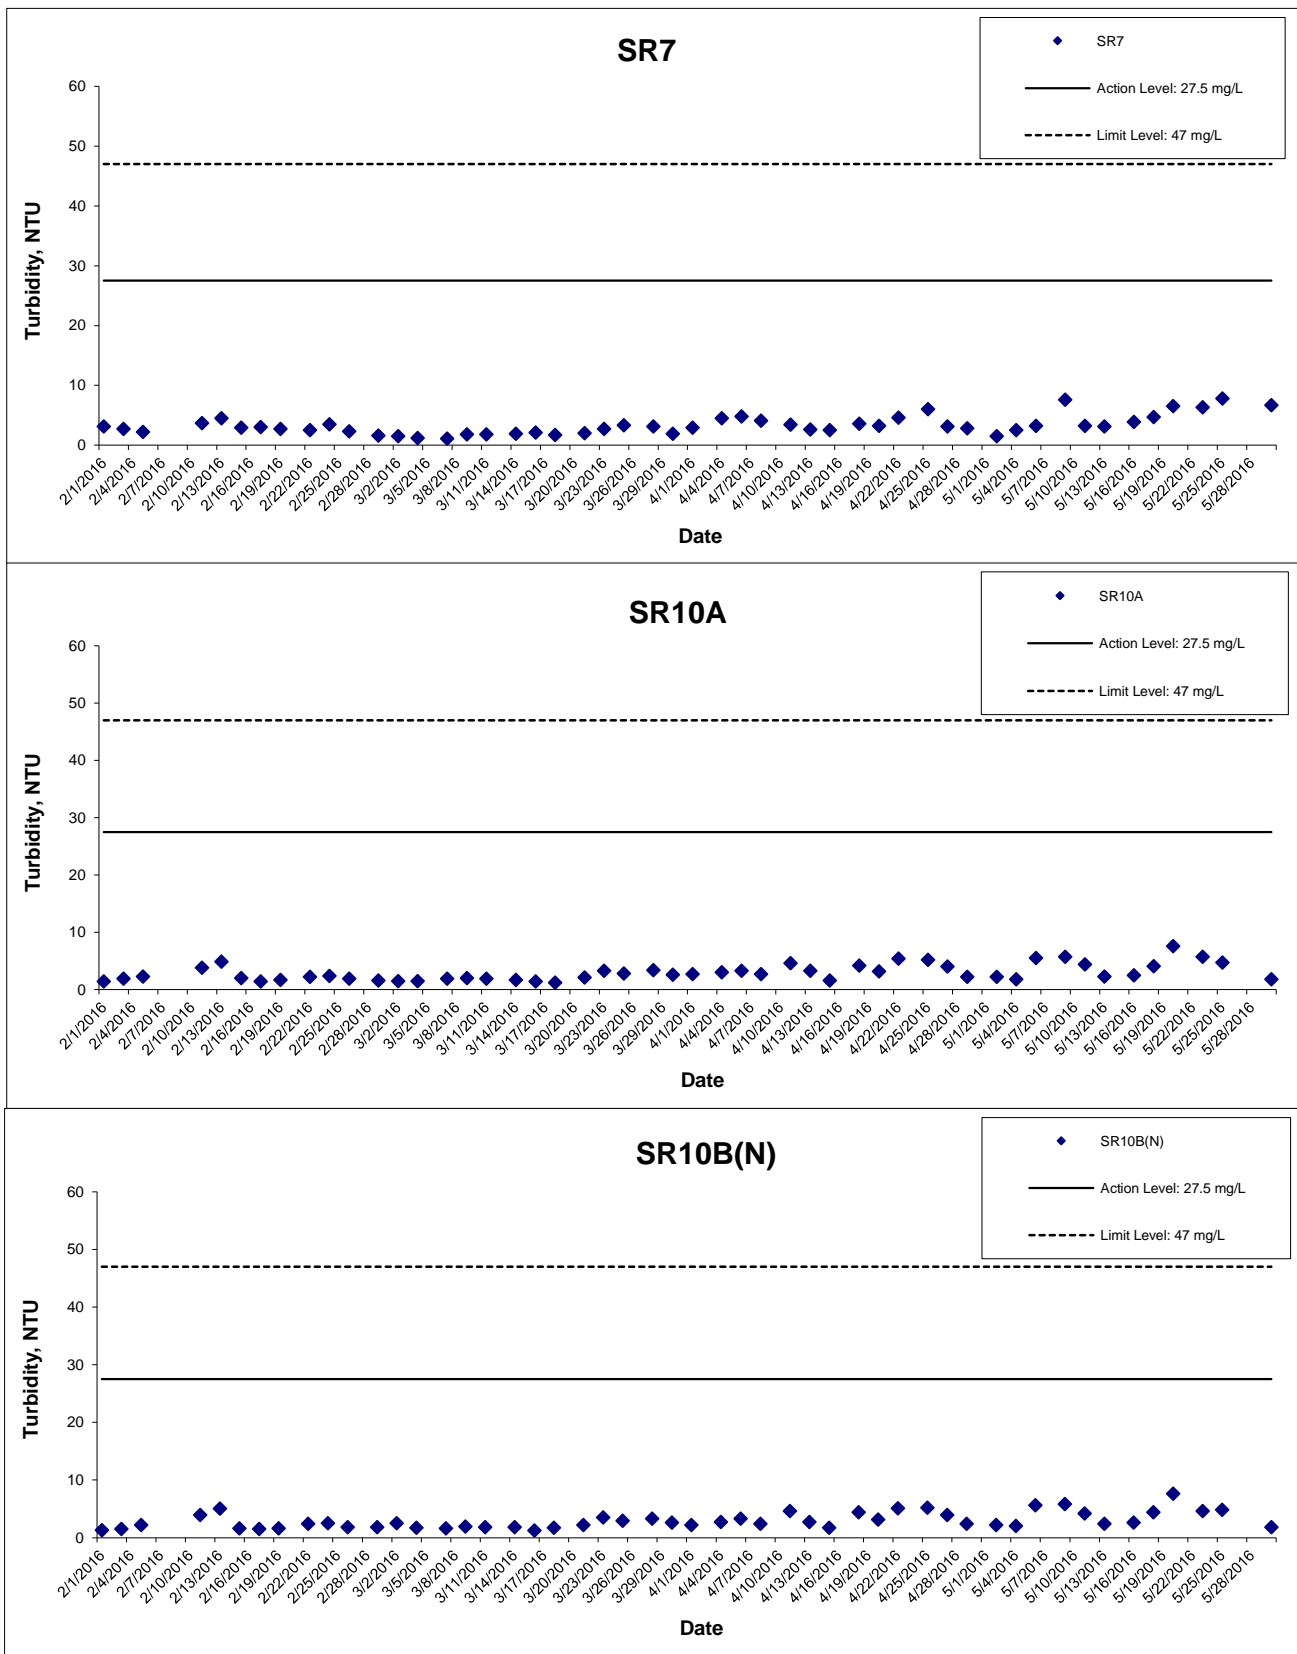 SR7
SR7
Action Level: 27.5 mg/L
Limit Level: 47 mg/L
60
50
40
30
20
10
0
Turbidity, NTU
2/1/2016 2/4/2016 2/7/2016 2/10/2016 2/13/2016 2/16/2016 2/19/2016 2/22/2016 2/25/2016 2/28/2016 3/2/2016 3/5/2016 3/8/2016 3/11/2016 3/14/2016 3/17/2016 3/20/2016 3/23/2016 3/26/2016 3/29/2016 4/1/2016 4/4/2016 4/7/2016 4/10/2016 4/13/2016 4/16/2016 4/19/2016 4/22/2016 4/25/2016 4/28/2016 5/1/2016 5/4/2016 5/7/2016 5/10/2016 5/13/2016 5/16/2016 5/19/2016 5/22/2016 5/25/2016 5/28/2016
Date
SR10A
SR10A
Action Level: 27.5 mg/L
Limit Level: 47 mg/L
60
50
40
30
20
10
0
Turbidity, NTU
2/1/2016 2/4/2016 2/7/2016 2/10/2016 2/13/2016 2/16/2016 2/19/2016 2/22/2016 2/25/2016 2/28/2016 3/2/2016 3/5/2016 3/8/2016 3/11/2016 3/14/2016 3/17/2016 3/20/2016 3/23/2016 3/26/2016 3/29/2016 4/1/2016 4/4/2016 4/7/2016 4/10/2016 4/13/2016 4/16/2016 4/19/2016 4/22/2016 4/25/2016 4/28/2016 5/1/2016 5/4/2016 5/7/2016 5/10/2016 5/13/2016 5/16/2016 5/19/2016 5/22/2016 5/25/2016 5/28/2016
Date
SR10B(N)
SR10B(N)
Action Level: 27.5 mg/L
Limit Level: 47 mg/L
60
50
40
30
20
10
0
Turbidity, NTU
2/1/2016 2/4/2016 2/7/2016 2/10/2016 2/13/2016 2/16/2016 2/19/2016 2/22/2016 2/25/2016 2/28/2016 3/2/2016 3/5/2016 3/8/2016 3/11/2016 3/14/2016 3/17/2016 3/20/2016 3/23/2016 3/26/2016 3/29/2016 4/1/2016 4/4/2016 4/7/2016 4/10/2016 4/13/2016 4/16/2016 4/19/2016 4/22/2016 4/25/2016 4/28/2016 5/1/2016 5/4/2016 5/7/2016 5/10/2016 5/13/2016 5/16/2016 5/19/2016 5/22/2016 5/25/2016 5/28/2016
Date